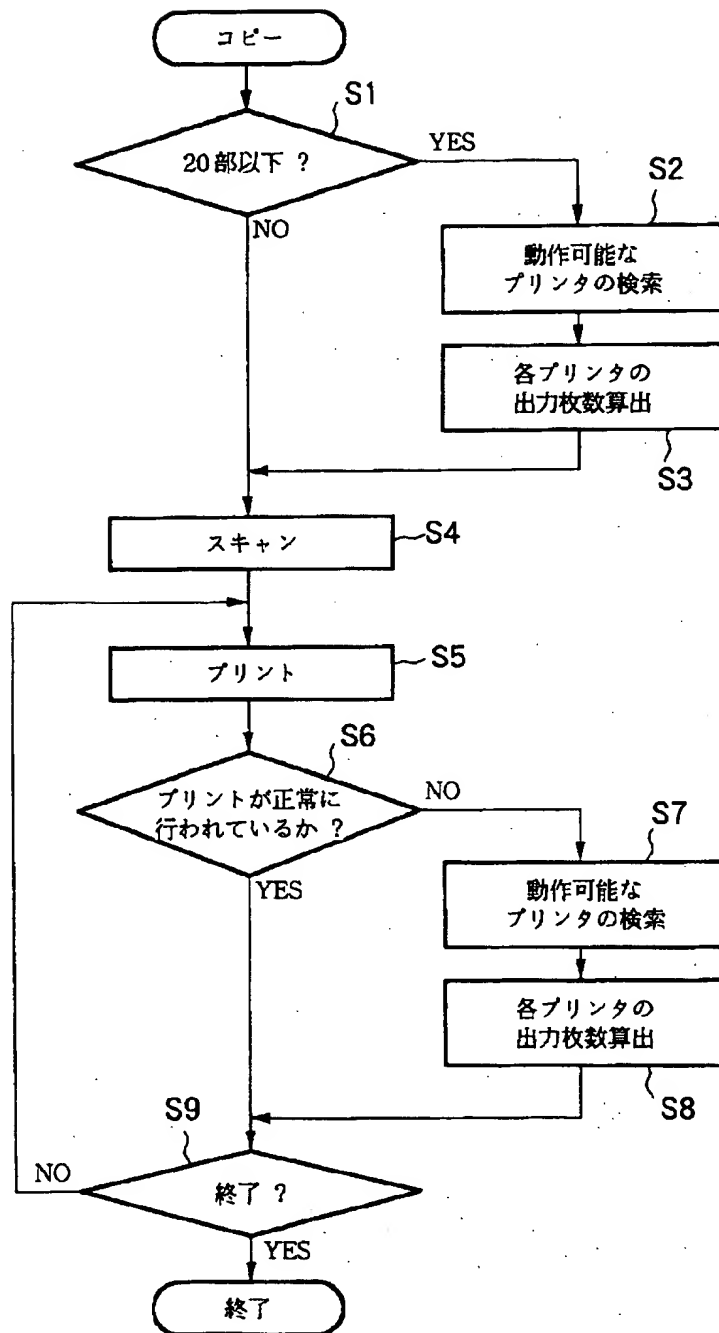 コピー
S1
20部以下 ?
YES
NO
S2
動作可能な
プリンタの検索
各プリンタの
出力枚数算出
S3
スキャン
S4
プリント
S5
S6
プリントが正常に
行われているか ?
NO
YES
S7
動作可能な
プリンタの検索
各プリンタの
出力枚数算出
S8
S9
NO
終了 ?
YES
終了